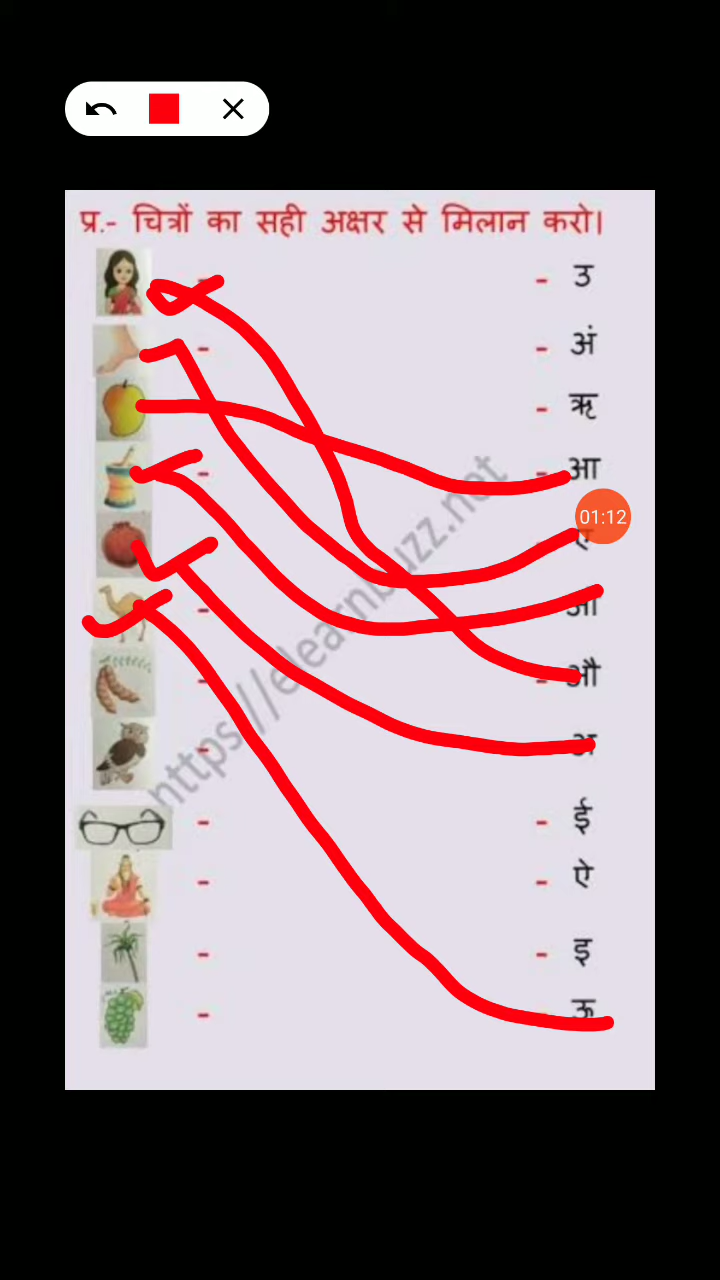 01:12
प्र.- चित्रों का सही अक्षर से मिलान करो।
- - उ
- - अं
- ऋ
- - आ
ए
-
- - औ
- अ
- - ई
- - ऐ
- - इ
- ऊ
https://elearnbuzz.net